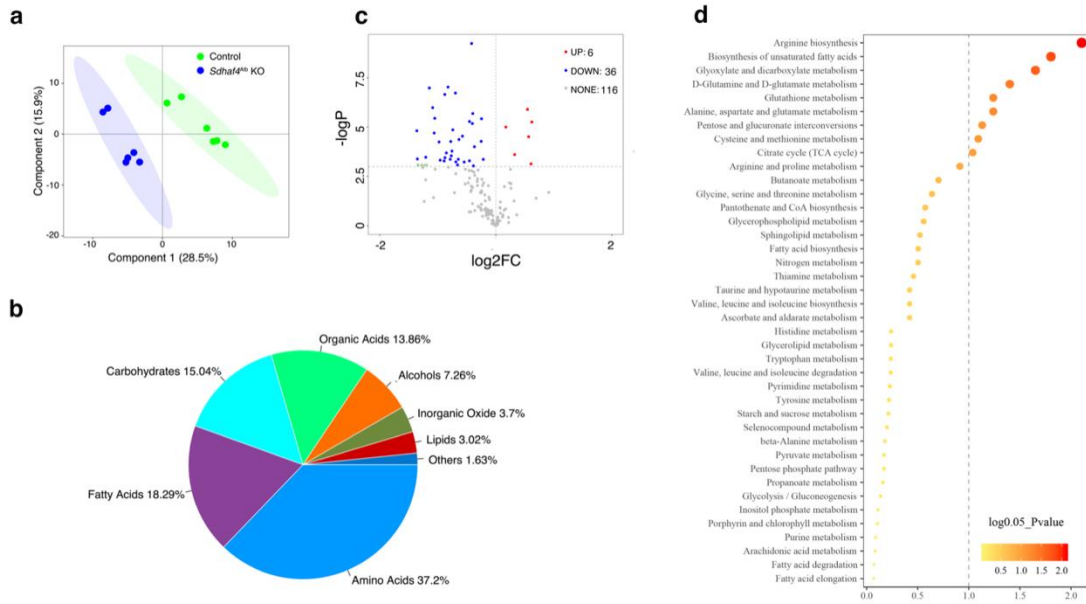 a
Control
Sdhaf4ᴬˡᵇ KO
Component 2 (15.9%)
10
0
-10
-20
-10
0
10
Component 1 (28.5%)
b
Organic Acids 13.86%
Carbohydrates 15.04%
Alcohols 7.26%
Inorganic Oxide 3.7%
Lipids 3.02%
Others 1.63%
Fatty Acids 18.29%
Amino Acids 37.2%
c
UP: 6
DOWN: 36
NONE: 116
-logP
7.5
5
2.5
0
-2
0
2
log2FC
d
Arginine biosynthesis
Biosynthesis of unsaturated fatty acids
Glyoxylate and dicarboxylate metabolism
D-Glutamine and D-glutamate metabolism
Glutathione metabolism
Alanine, aspartate and glutamate metabolism
Pentose and glucuronate interconversions
Cysteine and methionine metabolism
Citrate cycle (TCA cycle)
Arginine and proline metabolism
Butanoate metabolism
Glycine, serine and threonine metabolism
Pantothenate and CoA biosynthesis
Glycerophospholipid metabolism
Sphingolipid metabolism
Fatty acid biosynthesis
Nitrogen metabolism
Thiamine metabolism
Taurine and hypotaurine metabolism
Valine, leucine and isoleucine biosynthesis
Ascorbate and aldarate metabolism
Histidine metabolism
Glycerolipid metabolism
Tryptophan metabolism
Valine, leucine and isoleucine degradation
Pyrimidine metabolism
Tyrosine metabolism
Starch and sucrose metabolism
Selenocompound metabolism
beta-Alanine metabolism
Pyruvate metabolism
Pentose phosphate pathway
Propanoate metabolism
Glycolysis / Gluconeogenesis
Inositol phosphate metabolism
Porphyrin and chlorophyll metabolism
Purine metabolism
Arachidonic acid metabolism
Fatty acid degradation
Fatty acid elongation
log0.05_Pvalue
0.5 1.0 1.5 2.0
0.0 0.5 1.0 1.5 2.0